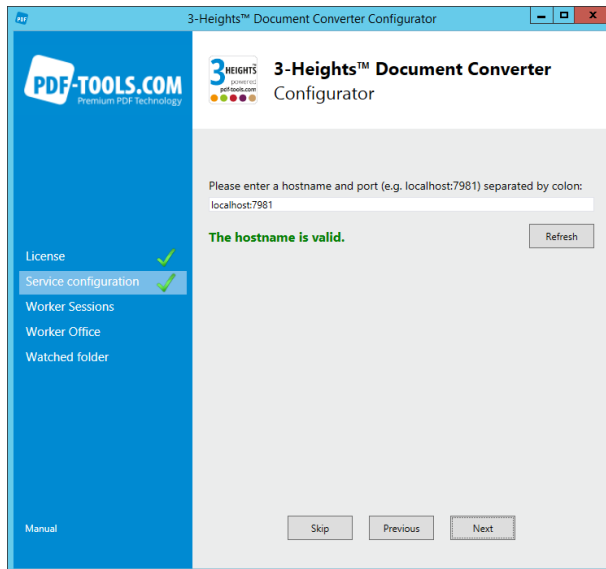 3-Heights™ Document Converter Configurator
PDF-TOOLS.COM
Premium PDF Technology
3 HEIGHTS
powered
pdf-tools.com
3-Heights™ Document Converter
Configurator
Please enter a hostname and port (e.g. localhost:7981) separated by colon:
localhost:7981
The hostname is valid.
Refresh
License
Service configuration
Worker Sessions
Worker Office
Watched folder
Manual
Skip
Previous
Next